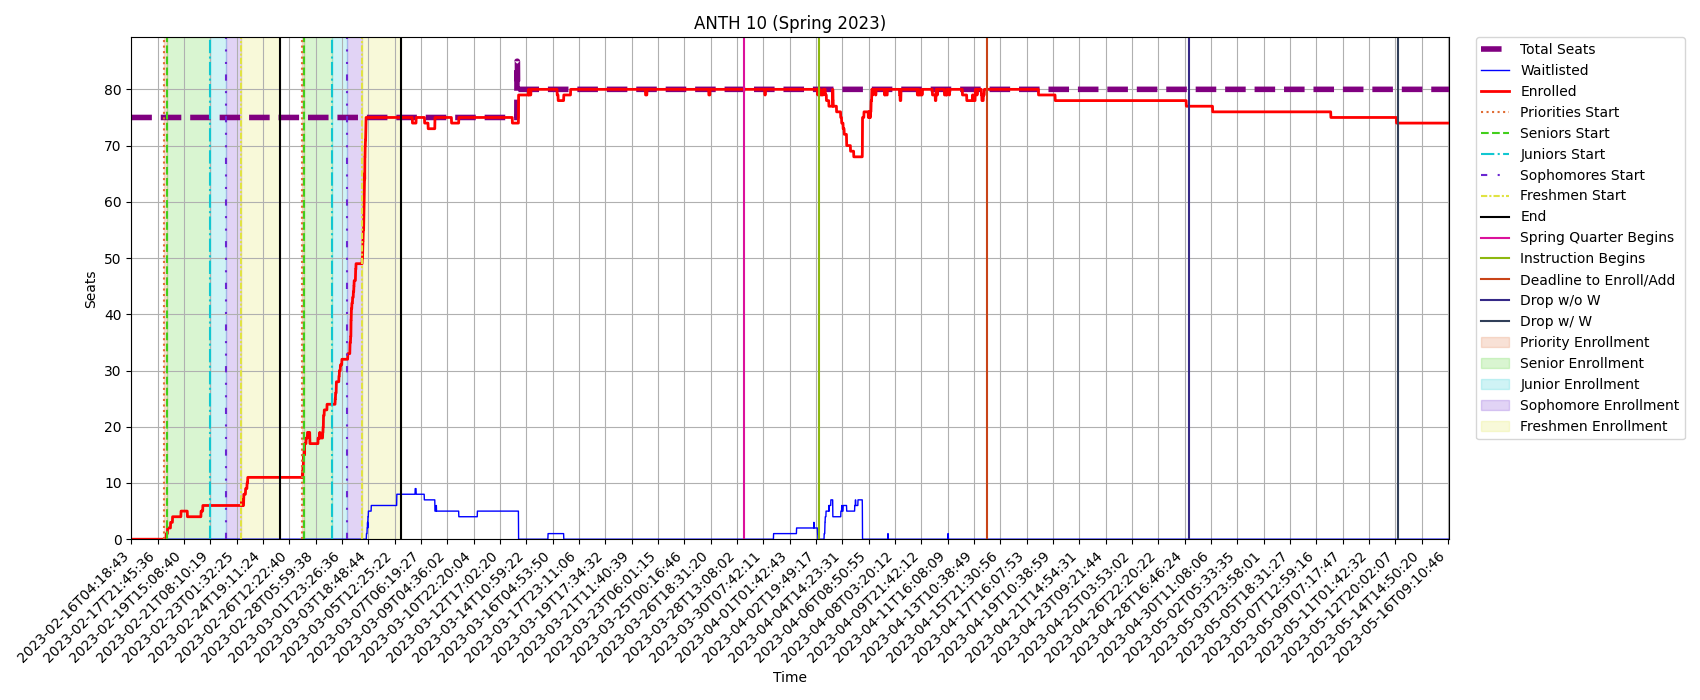 ANTH 10 (Spring 2023)
Seats
80
70
60
50
40
30
20
10
0
2023-02-16T04:18:43
2023-02-17T21:45:36
2023-02-19T15:08:40
2023-02-21T08:10:19
2023-02-23T01:32:25
2023-02-24T19:11:24
2023-02-26T12:22:40
2023-02-28T05:59:38
2023-03-01T23:26:36
2023-03-03T18:48:44
2023-03-05T12:25:22
2023-03-07T06:19:27
2023-03-09T04:36:02
2023-03-10T22:20:04
2023-03-12T17:02:20
2023-03-14T10:59:22
2023-03-16T04:53:50
2023-03-17T23:11:06
2023-03-19T17:34:32
2023-03-21T11:40:39
2023-03-23T06:01:15
2023-03-25T00:16:46
2023-03-26T18:31:20
2023-03-28T13:08:02
2023-03-30T07:42:11
2023-04-01T01:42:43
2023-04-02T19:49:17
2023-04-04T14:23:31
2023-04-06T08:50:55
2023-04-08T03:20:12
2023-04-09T21:42:12
2023-04-11T16:08:09
2023-04-13T10:38:49
2023-04-15T21:30:56
2023-04-17T16:07:53
2023-04-19T10:38:59
2023-04-21T14:54:31
2023-04-23T09:21:44
2023-04-25T03:53:02
2023-04-26T22:20:22
2023-04-28T16:46:24
2023-04-30T11:08:06
2023-05-02T05:33:35
2023-05-03T23:58:01
2023-05-05T18:31:27
2023-05-07T12:59:16
2023-05-09T07:17:47
2023-05-11T01:42:32
2023-05-12T20:02:07
2023-05-14T14:50:20
2023-05-16T09:10:46
Time
Total Seats
Waitlisted
Enrolled
Priorities Start
Seniors Start
Juniors Start
Sophomores Start
Freshmen Start
End
Spring Quarter Begins
Instruction Begins
Deadline to Enroll/Add
Drop w/o W
Drop w/ W
Priority Enrollment
Senior Enrollment
Junior Enrollment
Sophomore Enrollment
Freshmen Enrollment